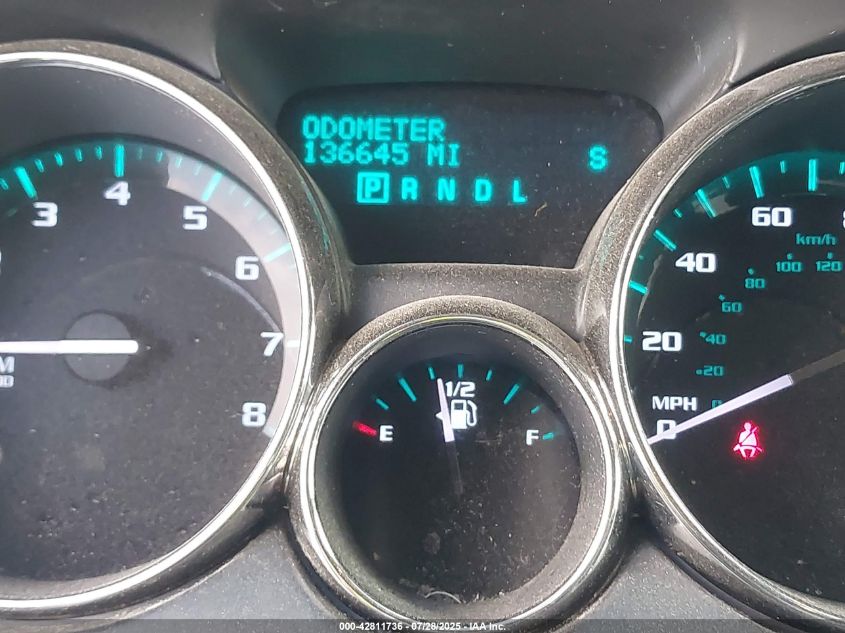 ODOMETER
136645 MI S
P R N D L
3 4 5 6 7 8
1/2
E F
MPH
0 20 40 60
km/h
0 20 40 60 80 100 120
000-42811736 - 07/28/2025 - IAA Inc.